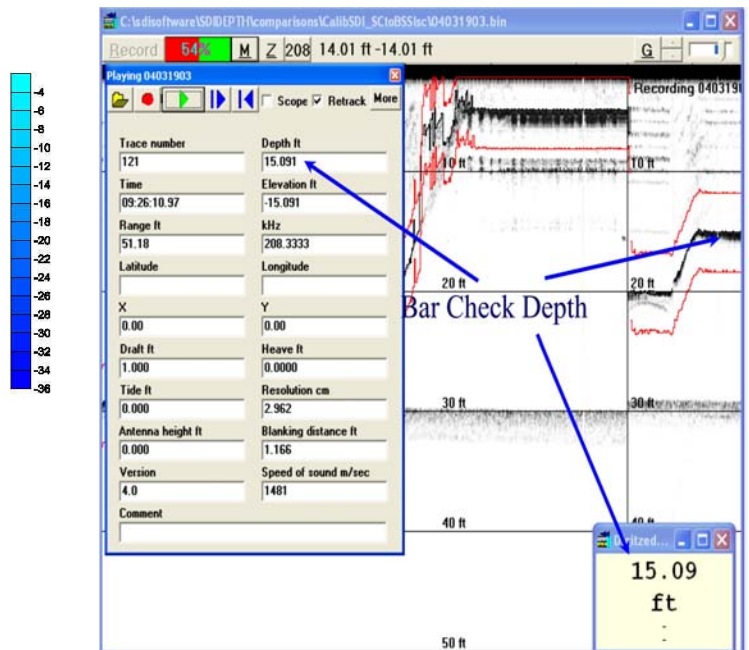 C:\sdisoftware\SDIDEPTH\comparisons\CalibSDI_SCtoBSSIsc\04031903.bin
Record 54% M Z 208 14.01 ft -14.01 ft G
Playing 04031903
Scope Retrack More
Recording 0403190
Trace number Depth ft
121 15.091
Time Elevation ft
09:26:10.97 -15.091
Range ft kHz
51.18 208.3333
Latitude Longitude
X Y
0.00 0.00
Draft ft Heave ft
1.000 0.0000
Tide ft Resolution cm
0.000 2.962
Antenna height ft Blanking distance ft
0.000 1.166
Version Speed of sound m/sec
4.0 1481
Comment
10 ft 10 ft
20 ft 20 ft
Bar Check Depth
30 ft 30 ft
40 ft 40 ft
50 ft
15.09
ft
-4
-6
-8
-10
-12
-14
-16
-18
-20
-22
-24
-26
-28
-30
-32
-34
-36